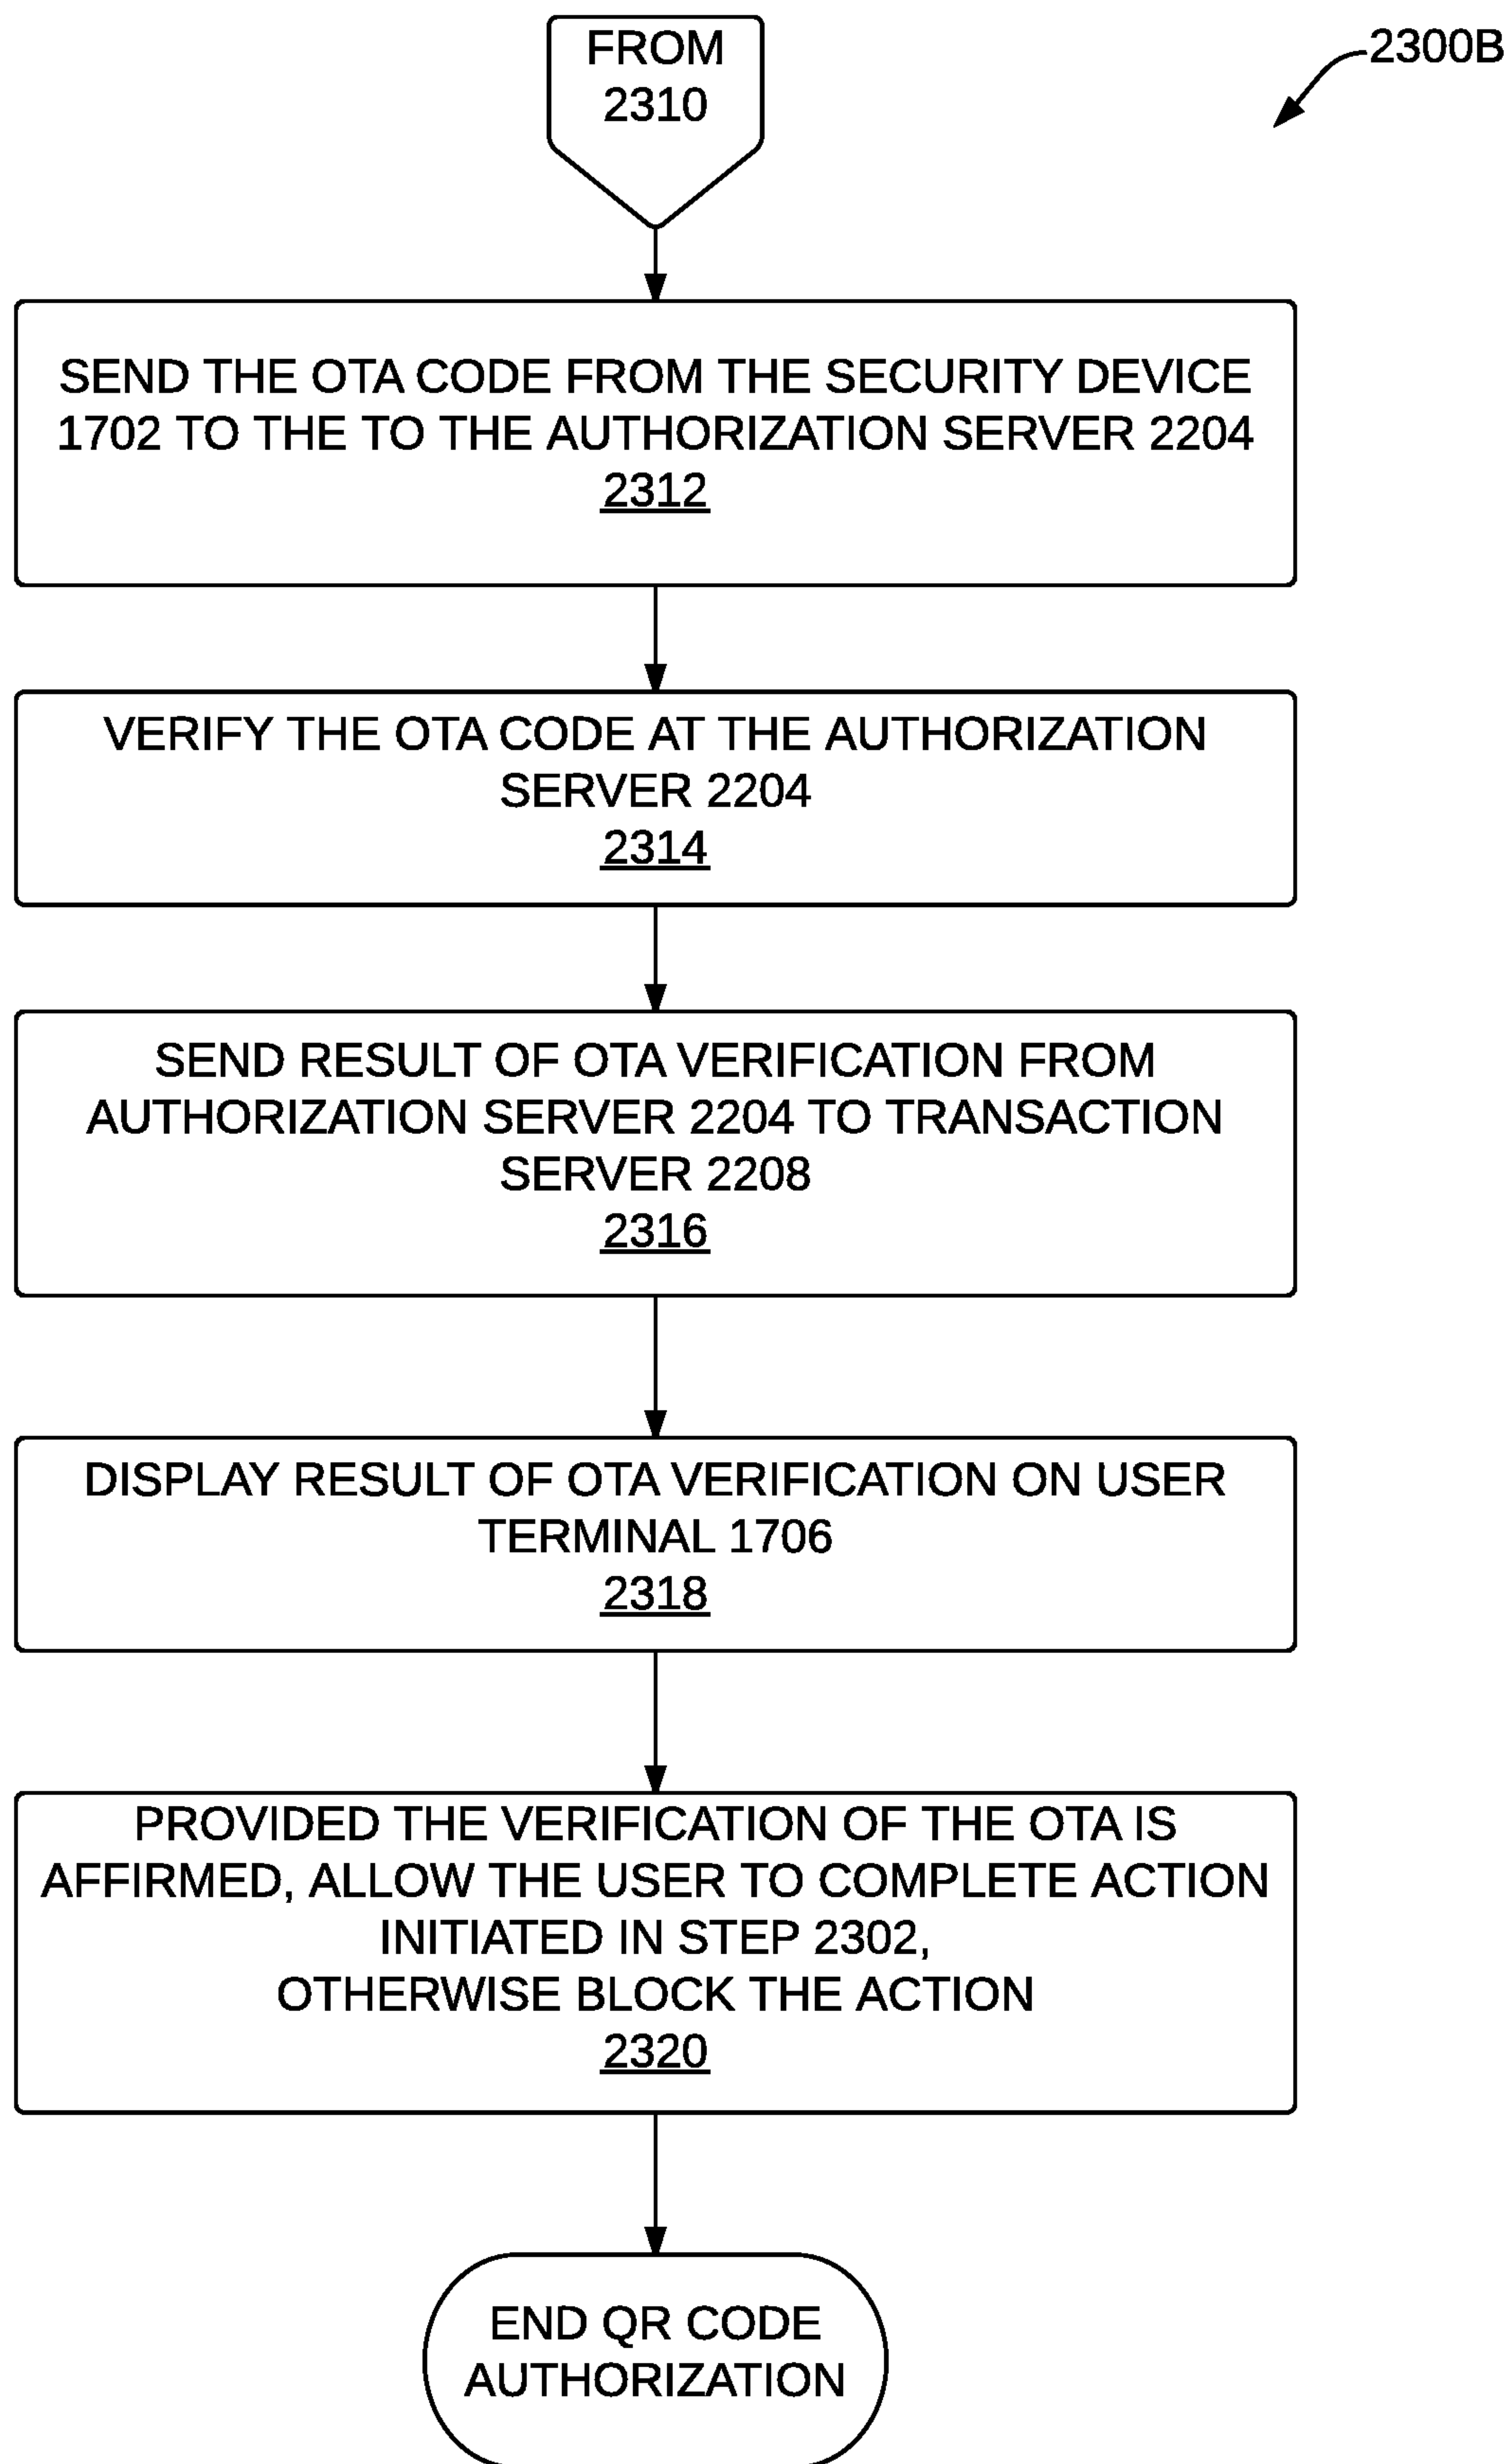 FROM
2310
2300B
SEND THE OTA CODE FROM THE SECURITY DEVICE
1702 TO THE TO THE AUTHORIZATION SERVER 2204
2312
VERIFY THE OTA CODE AT THE AUTHORIZATION
SERVER 2204
2314
SEND RESULT OF OTA VERIFICATION FROM
AUTHORIZATION SERVER 2204 TO TRANSACTION
SERVER 2208
2316
DISPLAY RESULT OF OTA VERIFICATION ON USER
TERMINAL 1706
2318
PROVIDED THE VERIFICATION OF THE OTA IS
AFFIRMED, ALLOW THE USER TO COMPLETE ACTION
INITIATED IN STEP 2302,
OTHERWISE BLOCK THE ACTION
2320
END QR CODE
AUTHORIZATION